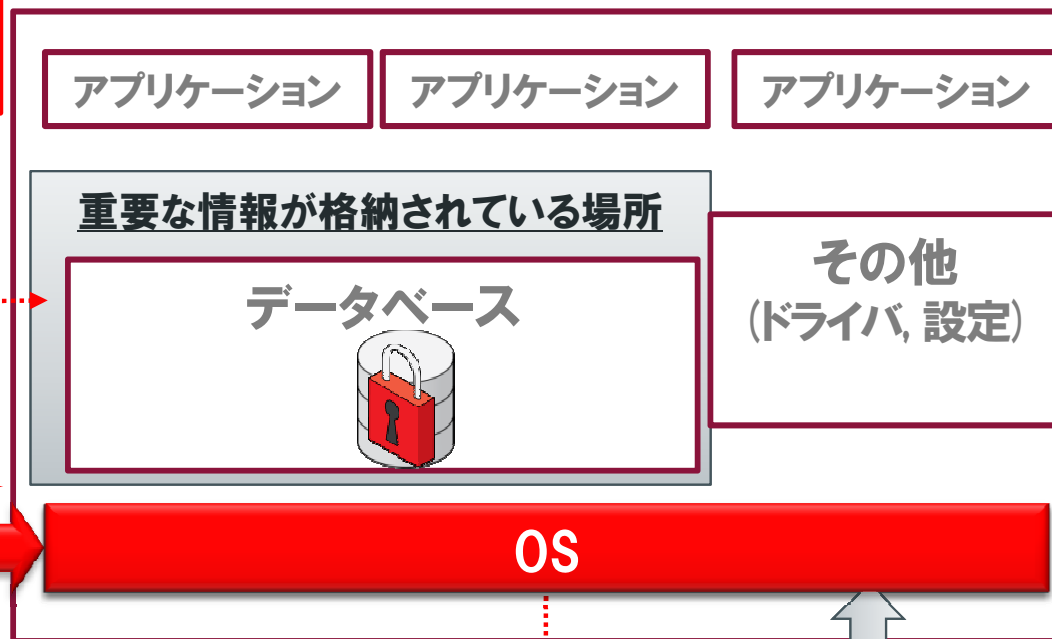 アプリケーション
アプリケーション
アプリケーション
重要な情報が格納されている場所
データベース
その他
(ドライバ, 設定)
OS